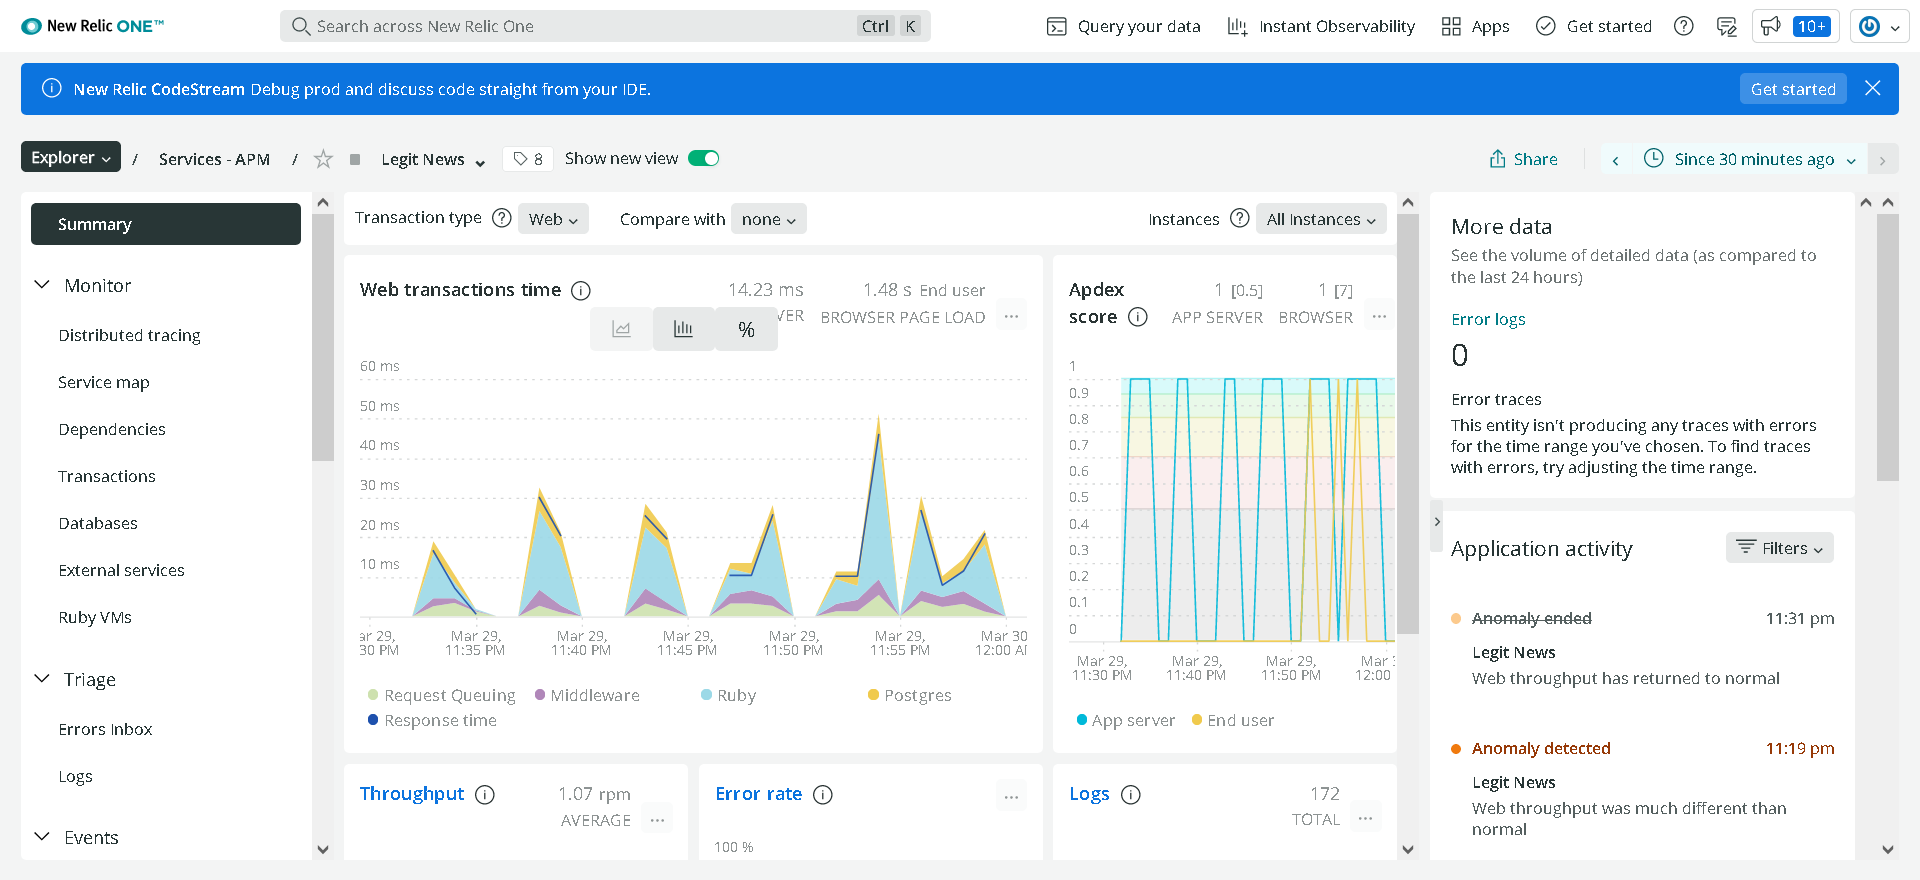 New Relic ONE™
Search across New Relic One
Ctrl K
Query your data
Instant Observability
Apps
Get started
10+
New Relic CodeStream Debug prod and discuss code straight from your IDE.
Get started
Explorer / Services - APM / Legit News
8
Show new view
Share
Since 30 minutes ago
Summary
Monitor
Distributed tracing
Service map
Dependencies
Transactions
Databases
External services
Ruby VMs
Triage
Errors Inbox
Logs
Events
Transaction type Web
Compare with none
Instances All Instances
Web transactions time
14.23 ms
VER
1.48 s End user
BROWSER PAGE LOAD
%
60 ms
50 ms
40 ms
30 ms
20 ms
10 ms
ar 29, Mar 29, Mar 29, Mar 29, Mar 29, Mar 29, Mar 30
30 PM 11:35 PM 11:40 PM 11:45 PM 11:50 PM 11:55 PM 12:00 A
Request Queuing Middleware Ruby Postgres
Response time
Apdex
score
1 [0.5]
APP SERVER
1 [7]
BROWSER
1
0.9
0.8
0.7
0.6
0.5
0.4
0.3
0.2
0.1
0
Mar 29, Mar 29, Mar 29, Mar 3
11:30 PM 11:40 PM 11:50 PM 12:00
App server End user
Throughput
1.07 rpm
AVERAGE
Error rate
100 %
Logs
172
TOTAL
More data
See the volume of detailed data (as compared to
the last 24 hours)
Error logs
0
Error traces
This entity isn't producing any traces with errors
for the time range you've chosen. To find traces
with errors, try adjusting the time range.
Application activity
Filters
Anomaly ended 11:31 pm
Legit News
Web throughput has returned to normal
Anomaly detected 11:19 pm
Legit News
Web throughput was much different than
normal